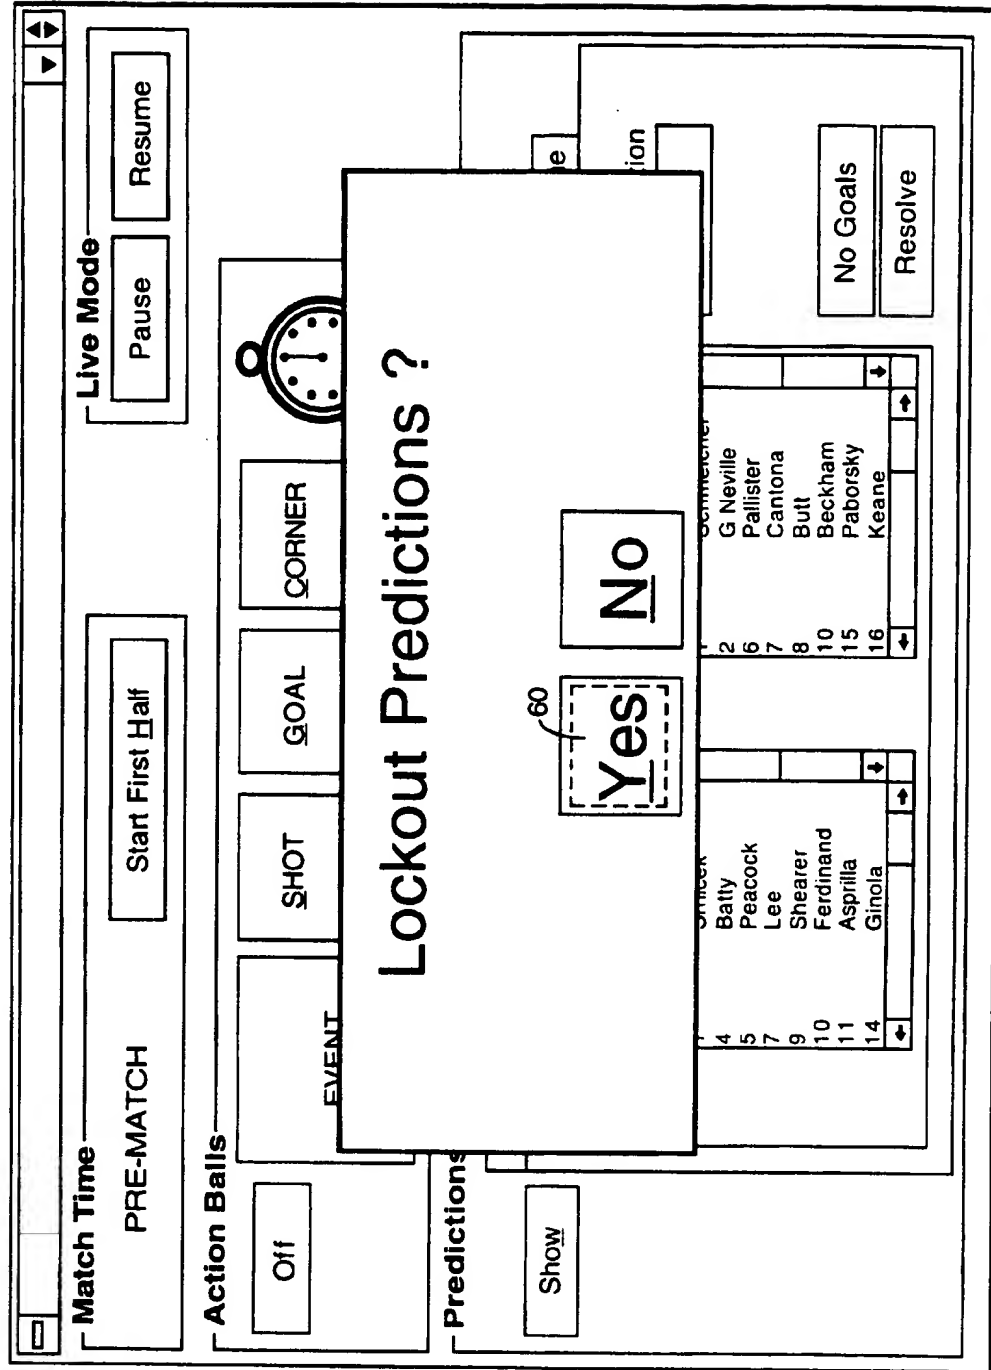 Match Time
PRE-MATCH
Start First Half
Live Mode
Pause
Resume
Action Balls
Off
EVENT
SHOT
GOAL
CORNER
Lockout Predictions ?
60
Yes
No
Predictions
Show
4 Batty
5 Peacock
7 Lee
9 Shearer
10 Ferdinand
11 Asprilla
14 Ginola
2 G Neville
6 Pallister
7 Cantona
8 Butt
10 Beckham
15 Paborsky
16 Keane
No Goals
Resolve